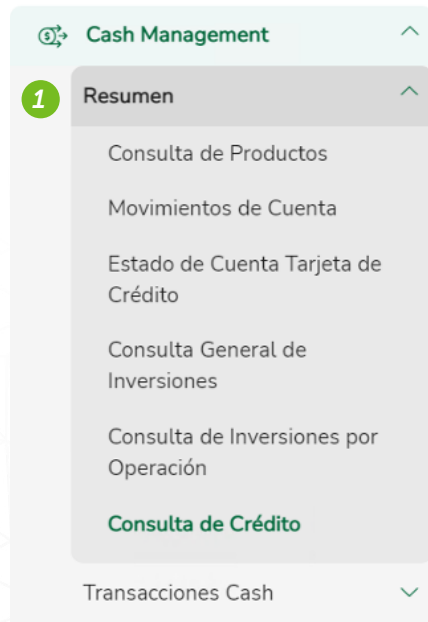 Cash Management
1 Resumen
Consulta de Productos
Movimientos de Cuenta
Estado de Cuenta Tarjeta de
Crédito
Consulta General de
Inversiones
Consulta de Inversiones por
Operación
Consulta de Crédito
Transacciones Cash